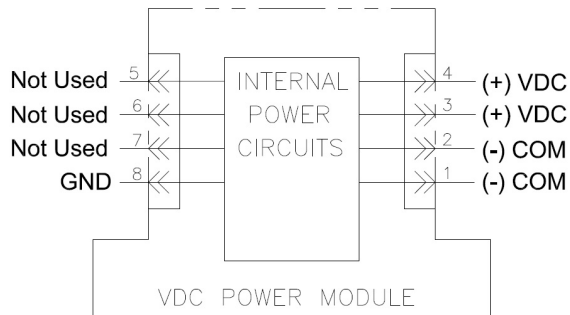 Not Used 5 INTERNAL 4 (+) VDC
Not Used 6 POWER 3 (+) VDC
Not Used 7 CIRCUITS 2 (-) COM
GND 8 1 (-) COM
VDC POWER MODULE